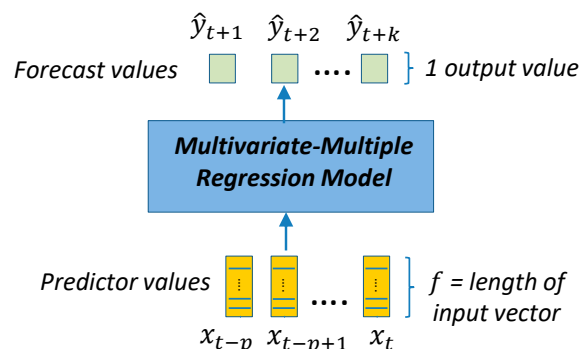 ŷₜ₊₁ ŷₜ₊₂ ŷₜ₊ₖ
Forecast values .... 1 output value
Multivariate-Multiple
Regression Model
Predictor values .... f = length of
input vector
xₜ₋ₚ xₜ₋ₚ₊₁ xₜ